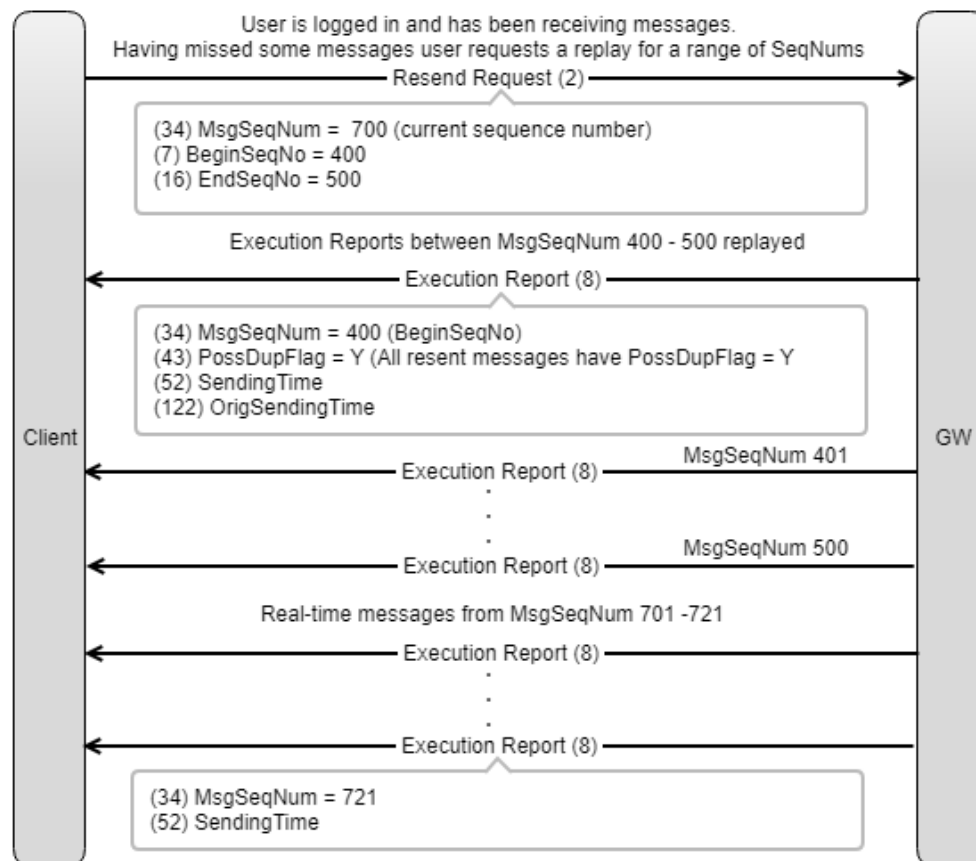 User is logged in and has been receiving messages.
Having missed some messages user requests a replay for a range of SeqNums
Resend Request (2)
(34) MsgSeqNum =  700 (current sequence number)
(7) BeginSeqNo = 400
(16) EndSeqNo = 500
Execution Reports between MsgSeqNum 400 - 500 replayed
Execution Report (8)
(34) MsgSeqNum = 400 (BeginSeqNo)
(43) PossDupFlag = Y (All resent messages have PossDupFlag = Y
(52) SendingTime
(122) OrigSendingTime
Client
GW
MsgSeqNum 401
Execution Report (8)
.
.
.
MsgSeqNum 500
Execution Report (8)
Real-time messages from MsgSeqNum 701 -721
Execution Report (8)
.
.
.
Execution Report (8)
(34) MsgSeqNum = 721
(52) SendingTime